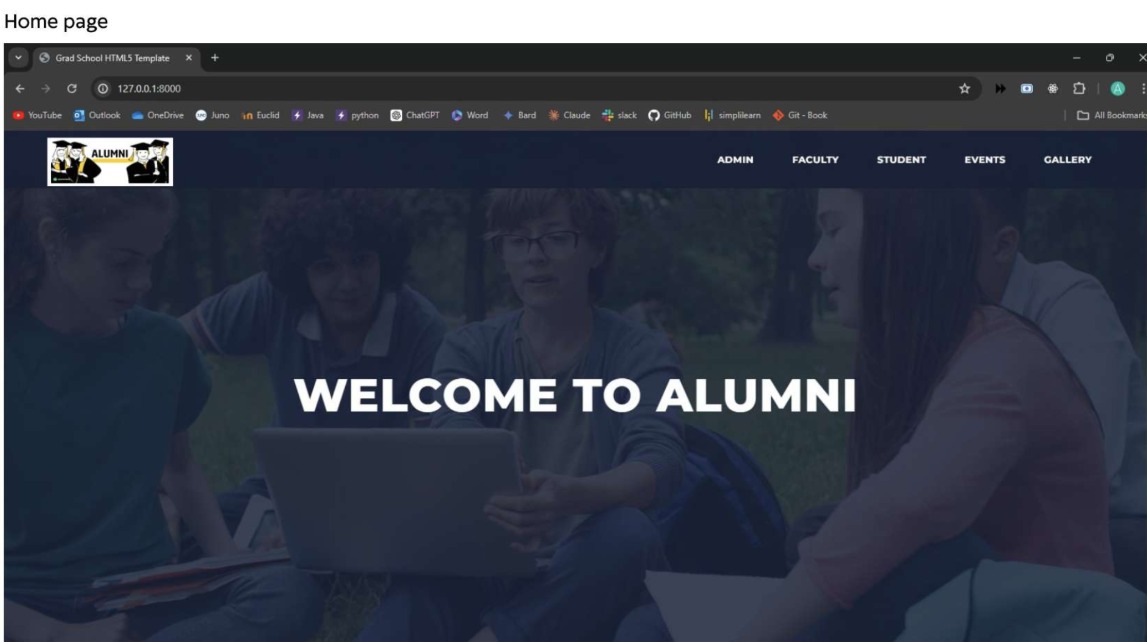 Home page
Grad School HTML5 Template
127.0.0.1:8000
YouTube Outlook OneDrive Juno Euclid Java python ChatGPT Word Bard Claude slack GitHub simplilearn Git - Book All Bookmarks
ALUMNI ADMIN FACULTY STUDENT EVENTS GALLERY
WELCOME TO ALUMNI